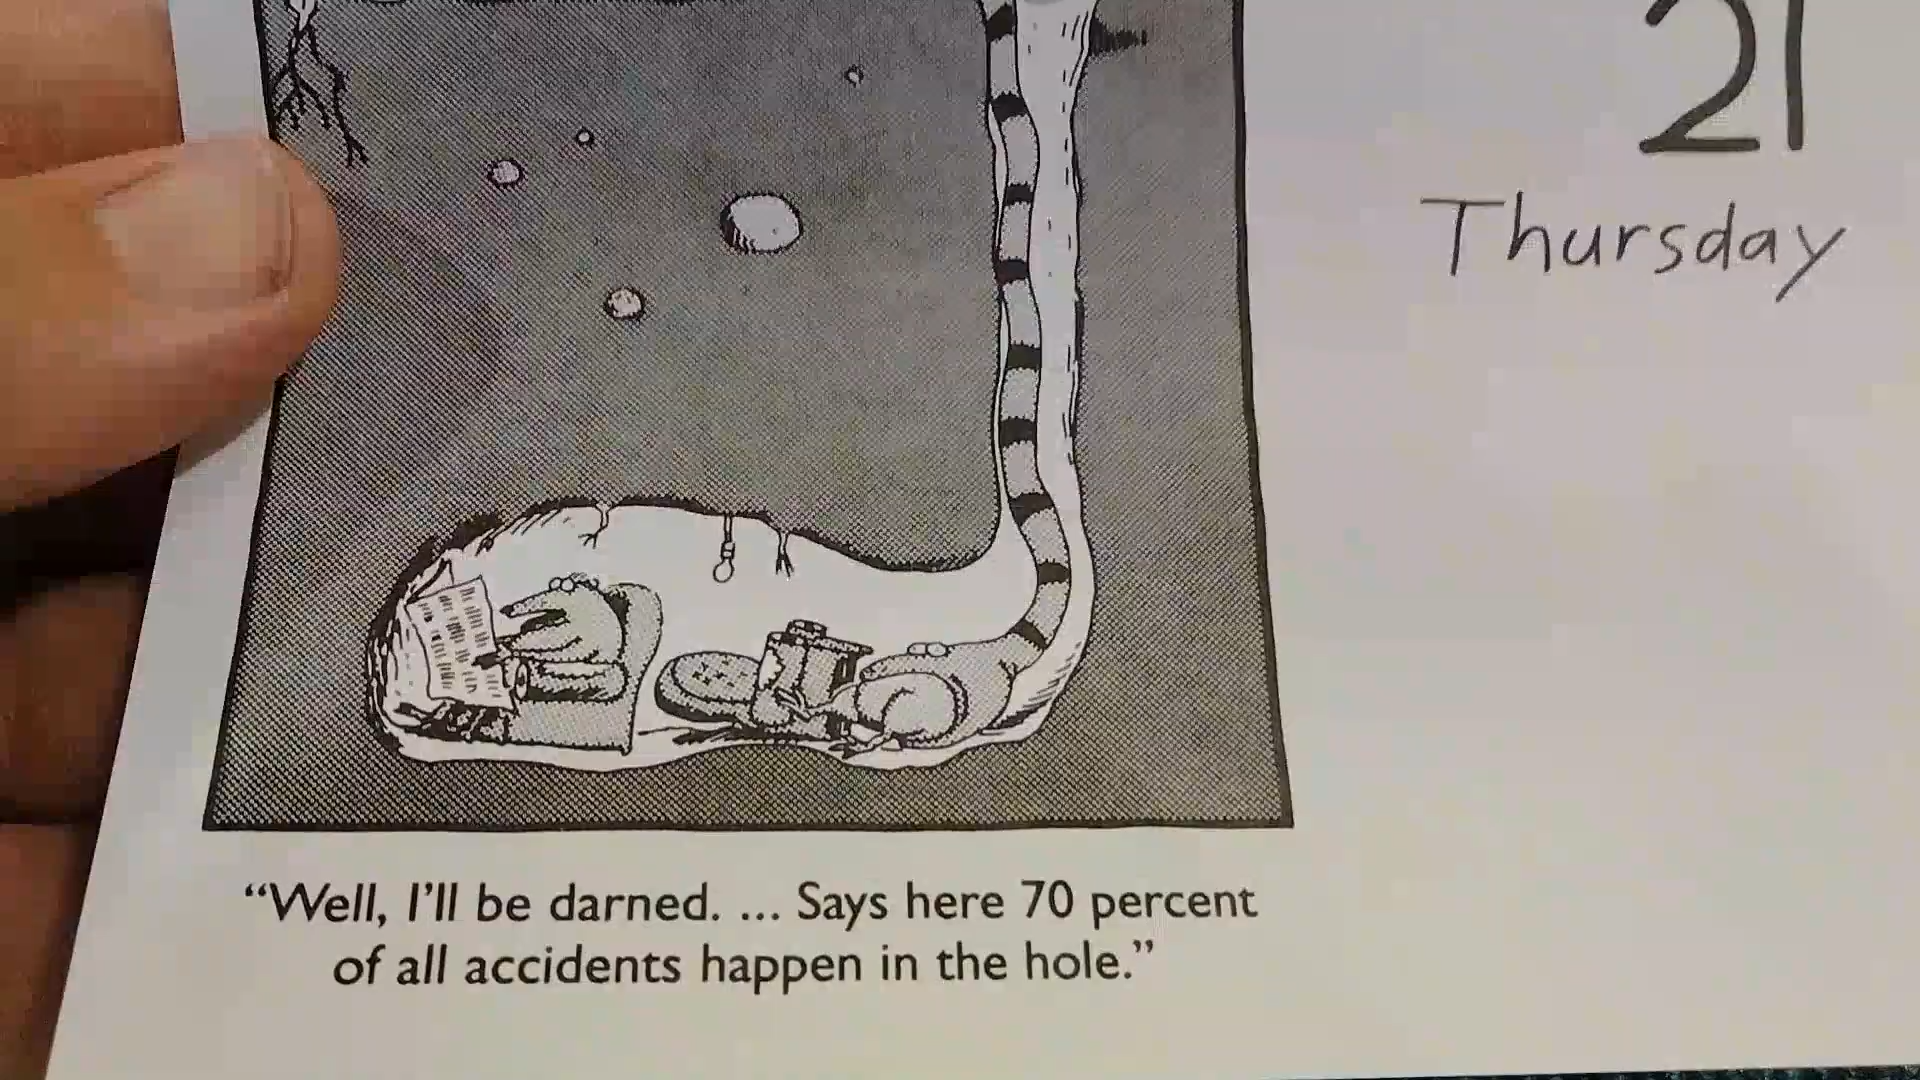 21
Thursday
“Well, I’ll be darned. ... Says here 70 percent
of all accidents happen in the hole.”